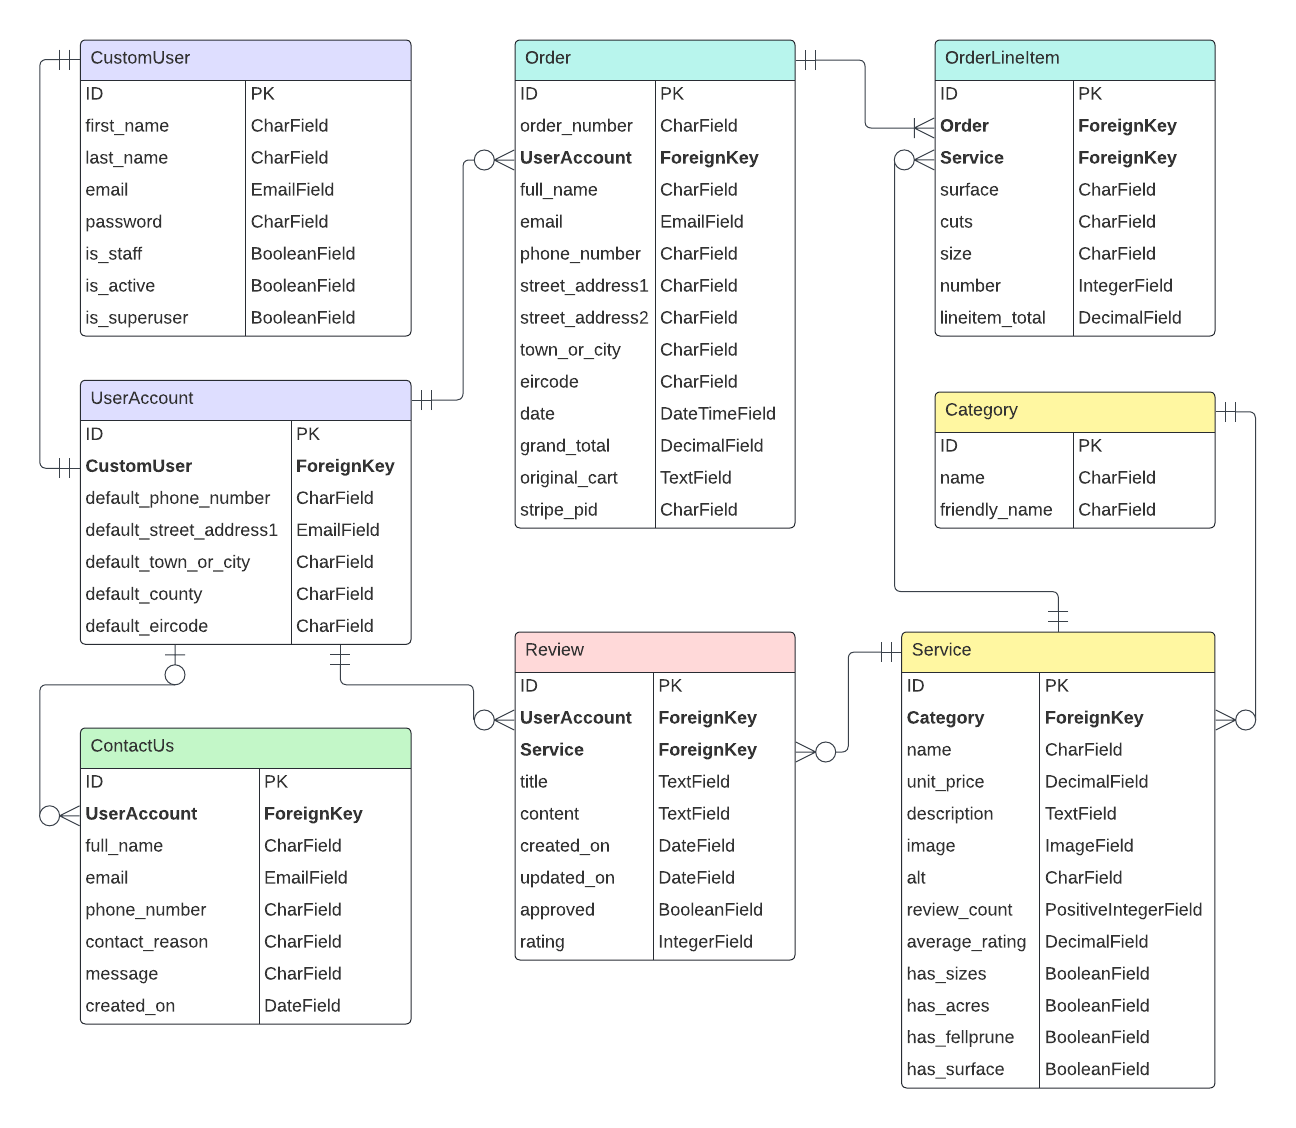 CustomUser
ID PK
first_name CharField
last_name CharField
email EmailField
password CharField
is_staff BooleanField
is_active BooleanField
is_superuser BooleanField
UserAccount
ID PK
CustomUser ForeignKey
default_phone_number CharField
default_street_address1 EmailField
default_town_or_city CharField
default_county CharField
default_eircode CharField
ContactUs
ID PK
UserAccount ForeignKey
full_name CharField
email EmailField
phone_number CharField
contact_reason CharField
message CharField
created_on DateField
Order
ID PK
order_number CharField
UserAccount ForeignKey
full_name CharField
email EmailField
phone_number CharField
street_address1 CharField
street_address2 CharField
town_or_city CharField
eircode CharField
date DateTimeField
grand_total DecimalField
original_cart TextField
stripe_pid CharField
Review
ID PK
UserAccount ForeignKey
Service ForeignKey
title TextField
content TextField
created_on DateField
updated_on DateField
approved BooleanField
rating IntegerField
OrderLineItem
ID PK
Order ForeignKey
Service ForeignKey
surface CharField
cuts CharField
size CharField
number IntegerField
lineitem_total DecimalField
Category
ID PK
name CharField
friendly_name CharField
Service
ID PK
Category ForeignKey
name CharField
unit_price DecimalField
description TextField
image ImageField
alt CharField
review_count PositiveIntegerField
average_rating DecimalField
has_sizes BooleanField
has_acres BooleanField
has_fellprune BooleanField
has_surface BooleanField